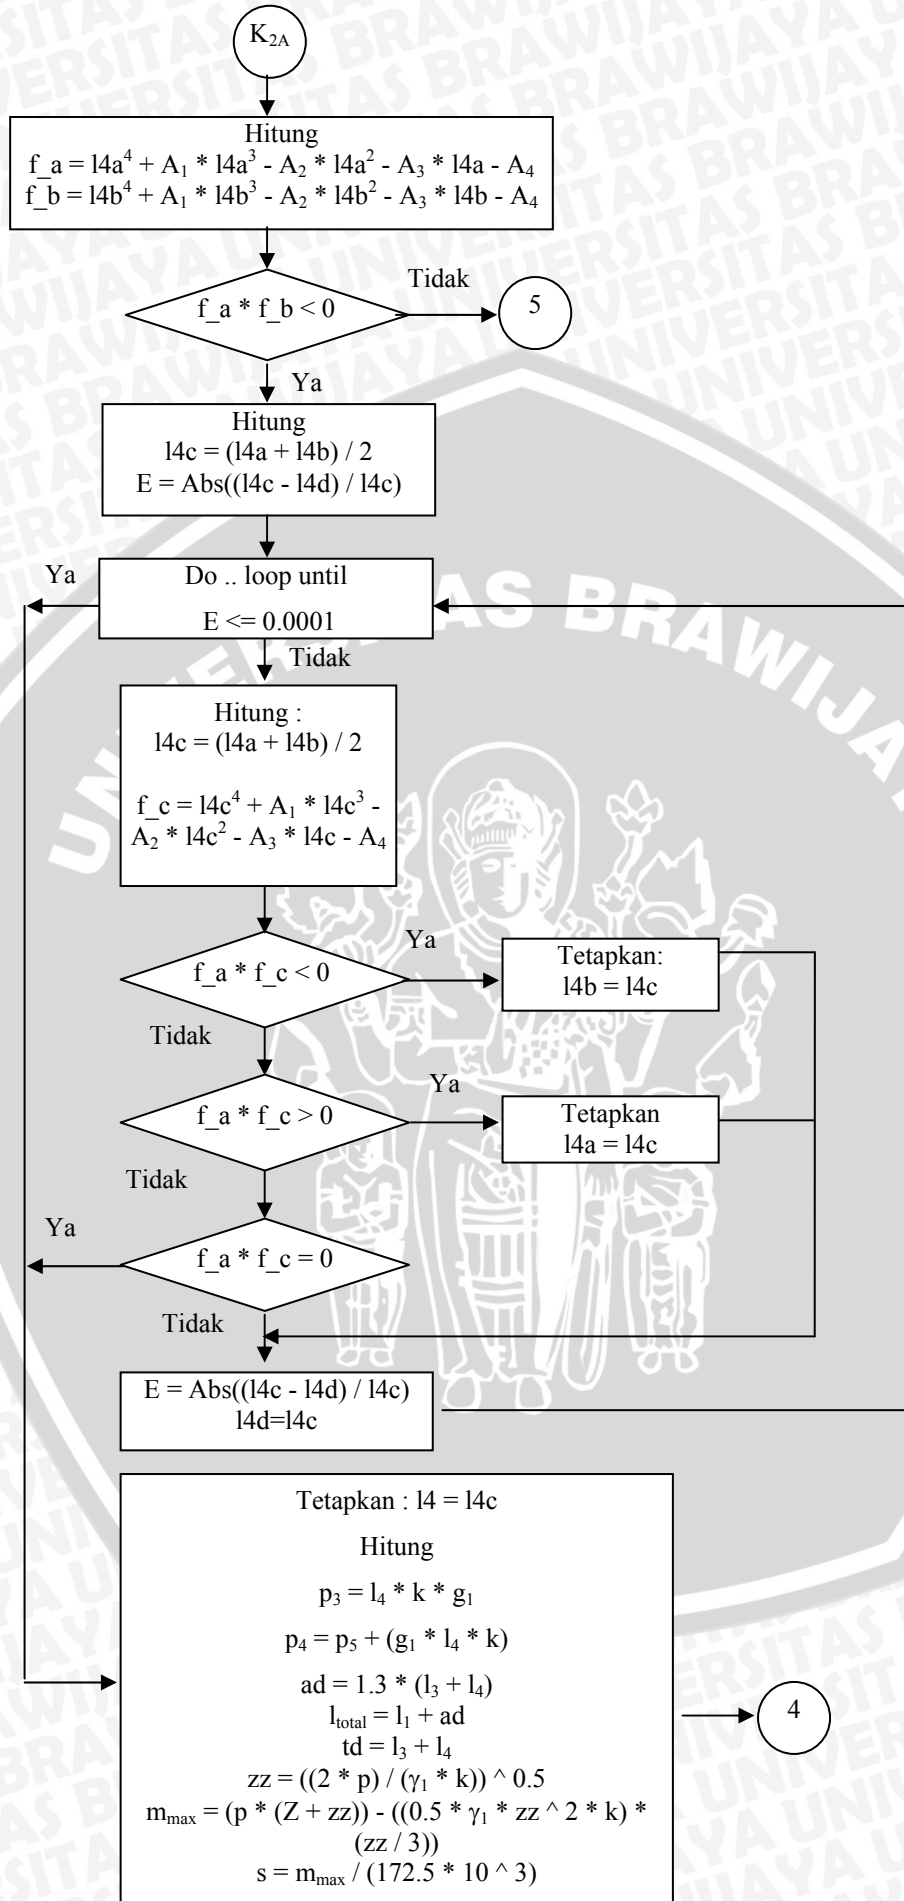 K₂A
Hitung
f_a = l4a⁴ + A₁ * l4a³ - A₂ * l4a² - A₃ * l4a - A₄
f_b = l4b⁴ + A₁ * l4b³ - A₂ * l4b² - A₃ * l4b - A₄
f_a * f_b < 0
Tidak
5
Ya
Hitung
l4c = (l4a + l4b) / 2
E = Abs((l4c - l4d) / l4c)
Ya
Do .. loop until
E <= 0.0001
Tidak
Hitung :
l4c = (l4a + l4b) / 2
f_c = l4c⁴ + A₁ * l4c³ -
A₂ * l4c² - A₃ * l4c - A₄
f_a * f_c < 0
Ya
Tetapkan:
l4b = l4c
Tidak
f_a * f_c > 0
Ya
Tetapkan
l4a = l4c
Tidak
Ya
f_a * f_c = 0
Tidak
E = Abs((l4c - l4d) / l4c)
l4d=l4c
Tetapkan : l4 = l4c
Hitung
p₃ = l₄ * k * g₁
p₄ = p₅ + (g₁ * l₄ * k)
ad = 1.3 * (l₃ + l₄)
l_total = l₁ + ad
td = l₃ + l₄
zz = ((2 * p) / (γ₁ * k)) ^ 0.5
m_max = (p * (Z + zz)) - ((0.5 * γ₁ * zz ^ 2 * k) *
(zz / 3))
s = m_max / (172.5 * 10 ^ 3)
4
UNIVERSITAS BRAWIJAYA